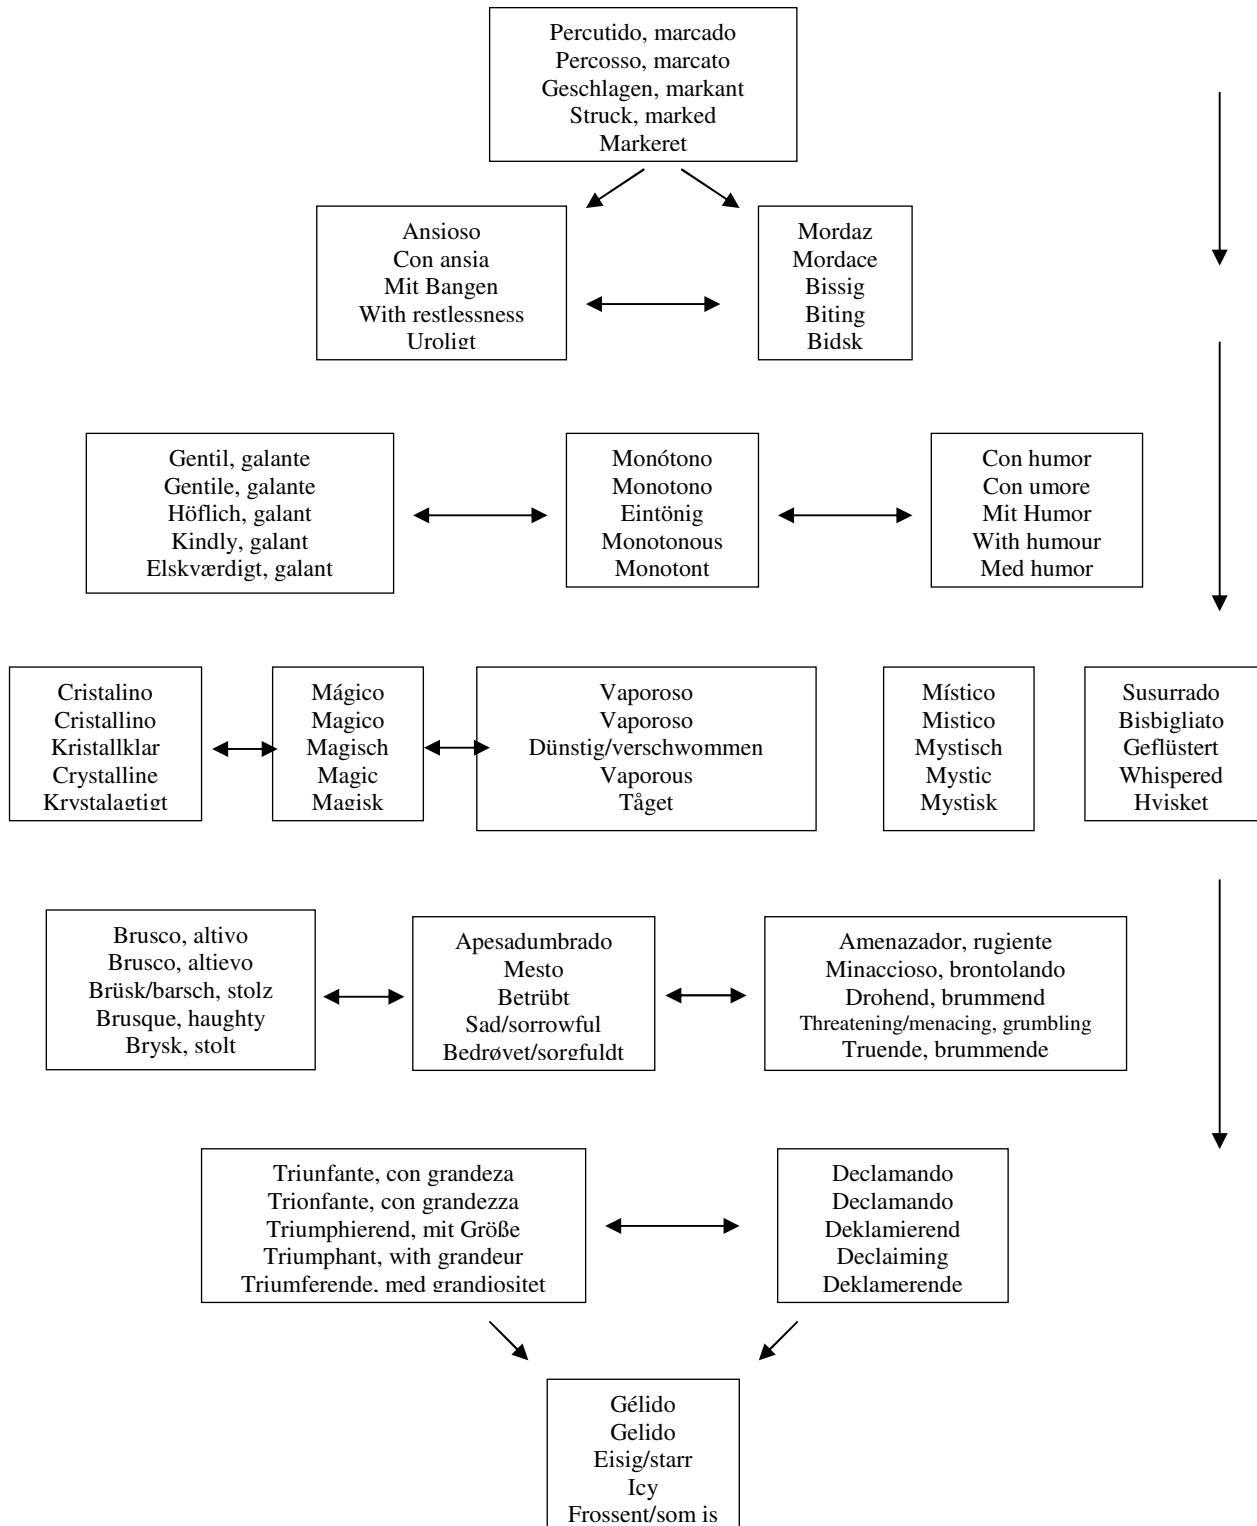 Percutido, marcado
Percosso, marcato
Geschlagen, markant
Struck, marked
Markeret
Ansioso
Con ansia
Mit Bangen
With restlessness
Uroligt
Mordaz
Mordace
Bissig
Biting
Bidsk
Gentil, galante
Gentile, galante
Höflich, galant
Kindly, galant
Elskværdigt, galant
Monótono
Monotono
Eintönig
Monotonous
Monotont
Con humor
Con umore
Mit Humor
With humour
Med humor
Cristalino
Cristallino
Kristallklar
Crystalline
Krystalagtigt
Mágico
Magico
Magisch
Magic
Magisk
Vaporoso
Vaporoso
Dünstig/verschwommen
Vaporous
Tåget
Místico
Mistico
Mystisch
Mystic
Mystisk
Susurrado
Bisbigliato
Geflüstert
Whispered
Hvisket
Brusco, altivo
Brusco, altievo
Brüsk/barsch, stolz
Brusque, haughty
Brysk, stolt
Apesadumbrado
Mesto
Betrübt
Sad/sorrowful
Bedrøvet/sorgfuldt
Amenazador, rugiente
Minaccioso, brontolando
Drohend, brummend
Threatening/menacing, grumbling
Truende, brummende
Triunfante, con grandeza
Trionfante, con grandezza
Triumphierend, mit Größe
Triumphant, with grandeur
Triumferende, med grandiositet
Declamando
Declamando
Deklamierend
Declaiming
Deklamerende
Gélido
Gelido
Eisig/starr
Icy
Frossent/som is